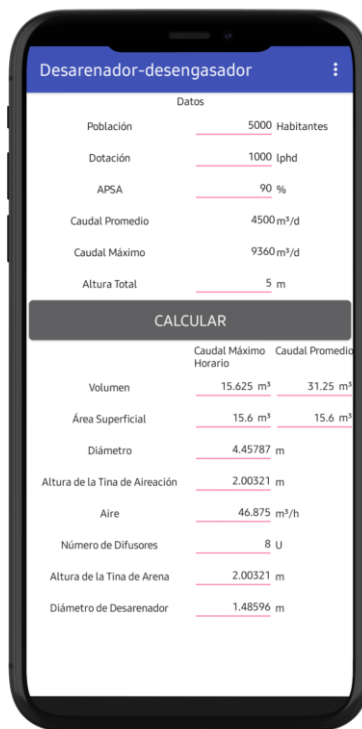 Desarenador-desengasador
Datos
Población 5000 Habitantes
Dotación 1000 lphd
APSA 90 %
Caudal Promedio 4500 m³/d
Caudal Máximo 9360 m³/d
Altura Total 5 m
CALCULAR
Caudal Máximo Horario Caudal Promedio
Volumen 15.625 m³ 31.25 m³
Área Superficial 15.6 m³ 15.6 m³
Diámetro 4.45787 m
Altura de la Tina de Aireación 2.00321 m
Aire 46.875 m³/h
Número de Difusores 8 U
Altura de la Tina de Arena 2.00321 m
Diámetro de Desarenador 1.48596 m